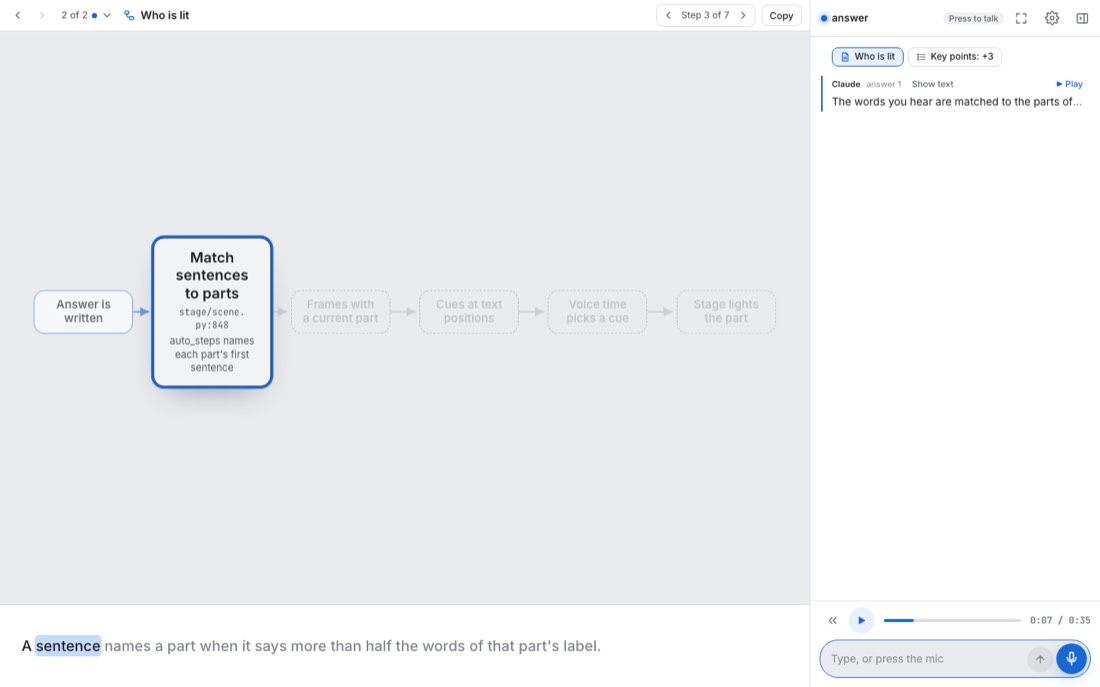 2 of 2
Who is lit
Step 3 of 7
Copy
answer
Press to talk
Who is lit
Key points: +3
Claude answer 1 Show text
Play
The words you hear are matched to the parts of…
Answer is
written
Match
sentences
to parts
stage/scene.
py:848
auto_steps names
each part's first
sentence
Frames with
a current part
Cues at text
positions
Voice time
picks a cue
Stage lights
the part
A sentence names a part when it says more than half the words of that part's label.
0:07 / 0:35
Type, or press the mic